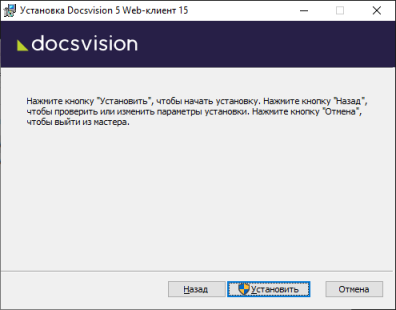 Установка Docsvision 5 Web-клиент 15
docsvision
Нажмите кнопку "Установить", чтобы начать установку. Нажмите кнопку "Назад",
чтобы проверить или изменить параметры установки. Нажмите кнопку "Отмена",
чтобы выйти из мастера.
Назад
Установить
Отмена